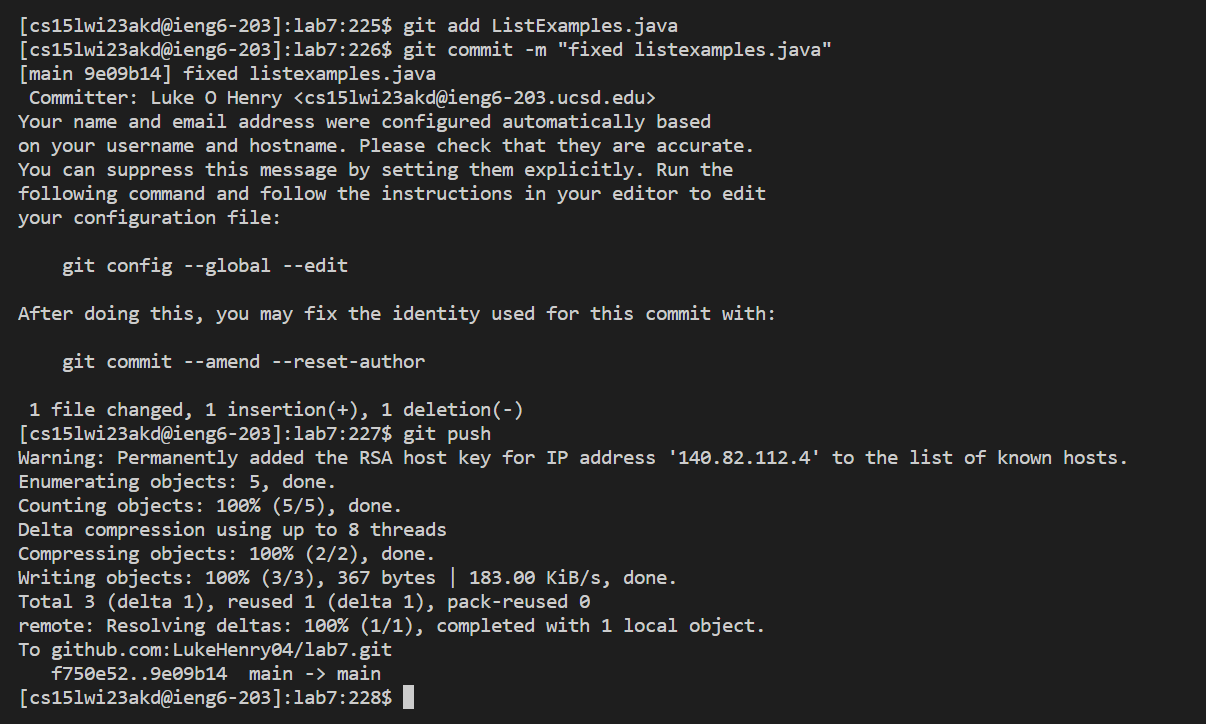 [cs15lwi23akd@ieng6-203]:lab7:225$ git add ListExamples.java
[cs15lwi23akd@ieng6-203]:lab7:226$ git commit -m "fixed listexamples.java"
[main 9e09b14] fixed listexamples.java
 Committer: Luke O Henry <cs15lwi23akd@ieng6-203.ucsd.edu>
Your name and email address were configured automatically based
on your username and hostname. Please check that they are accurate.
You can suppress this message by setting them explicitly. Run the
following command and follow the instructions in your editor to edit
your configuration file:

    git config --global --edit

After doing this, you may fix the identity used for this commit with:

    git commit --amend --reset-author

 1 file changed, 1 insertion(+), 1 deletion(-)
[cs15lwi23akd@ieng6-203]:lab7:227$ git push
Warning: Permanently added the RSA host key for IP address '140.82.112.4' to the list of known hosts.
Enumerating objects: 5, done.
Counting objects: 100% (5/5), done.
Delta compression using up to 8 threads
Compressing objects: 100% (2/2), done.
Writing objects: 100% (3/3), 367 bytes | 183.00 KiB/s, done.
Total 3 (delta 1), reused 1 (delta 1), pack-reused 0
remote: Resolving deltas: 100% (1/1), completed with 1 local object.
To github.com:LukeHenry04/lab7.git
   f750e52..9e09b14  main -> main
[cs15lwi23akd@ieng6-203]:lab7:228$